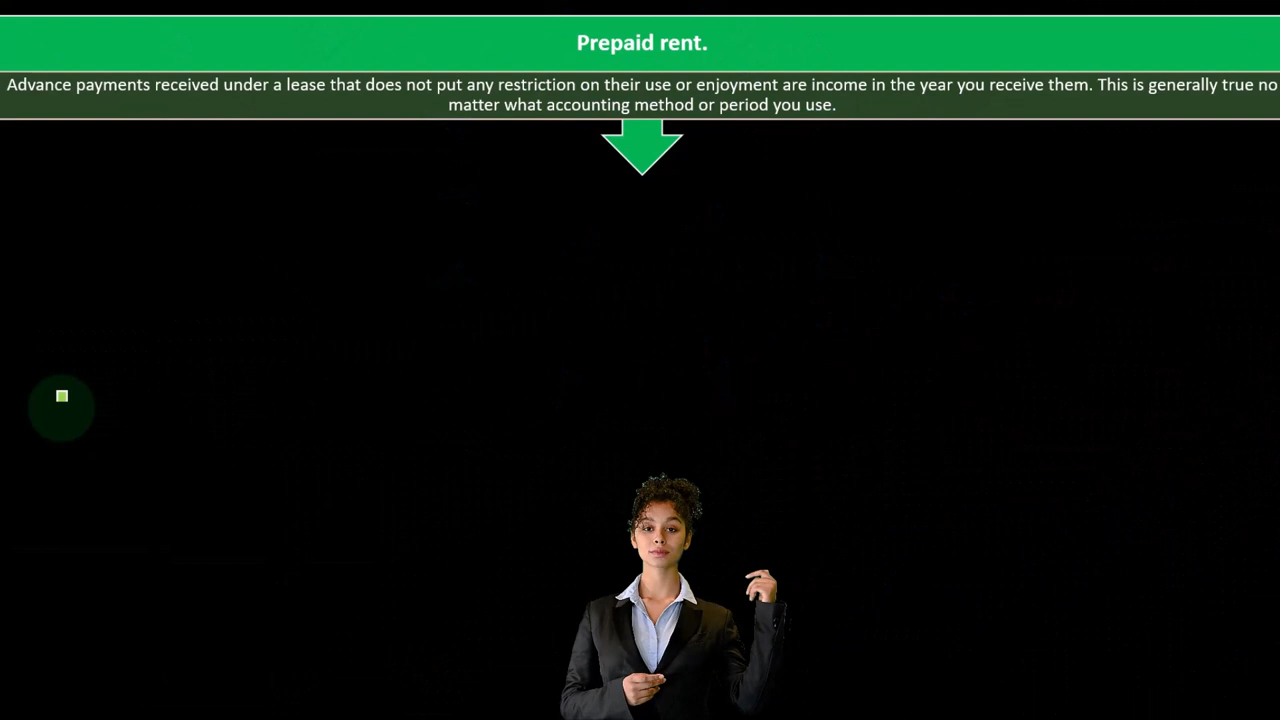 Prepaid rent.
Advance payments received under a lease that does not put any restriction on their use or enjoyment are income in the year you receive them. This is generally true no
matter what accounting method or period you use.